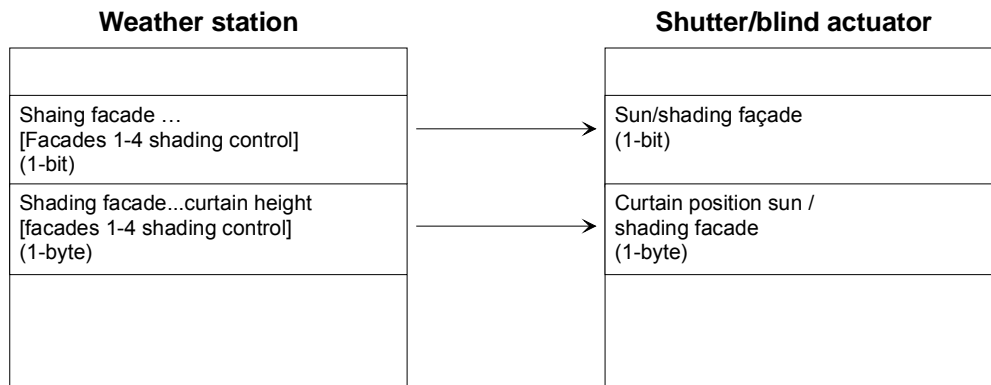 Weather station
Shaing facade …
[Facades 1-4 shading control]
(1-bit)
Shading facade...curtain height
[facades 1-4 shading control]
(1-byte)
Shutter/blind actuator
Sun/shading façade
(1-bit)
Curtain position sun /
shading facade
(1-byte)